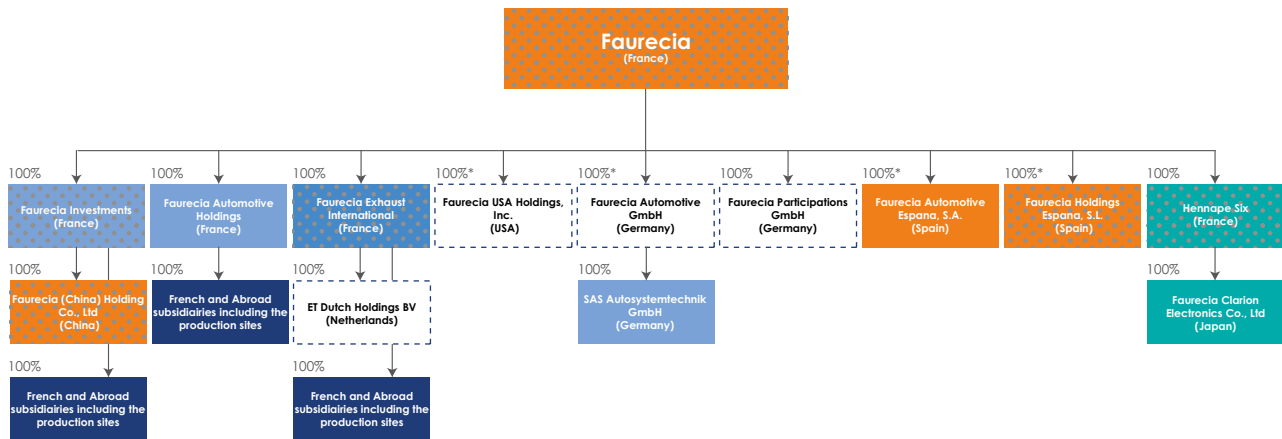 Faurecia
(France)
100%
100%
100%
100%*
100%*
100%
100%*
100%*
100%
Faurecia Investments
(France)
Faurecia Automotive
Holdings
(France)
Faurecia Exhaust
International
(France)
Faurecia USA Holdings,
Inc.
(USA)
Faurecia Automotive
GmbH
(Germany)
Faurecia Participations
GmbH
(Germany)
Faurecia Automotive
Espana, S.A.
(Spain)
Faurecia Holdings
Espana, S.L.
(Spain)
Hennape Six
(France)
100%
100%
100%
100%
100%
Faurecia (China) Holding
Co., Ltd
(China)
French and Abroad
subsidiairies including the
production sites
ET Dutch Holdings BV
(Netherlands)
SAS Autosystemtechnik
GmbH
(Germany)
Faurecia Clarion
Electronics Co., Ltd
(Japan)
100%
100%
French and Abroad
subsidiairies including the
production sites
French and Abroad
subsidiairies including the
production sites